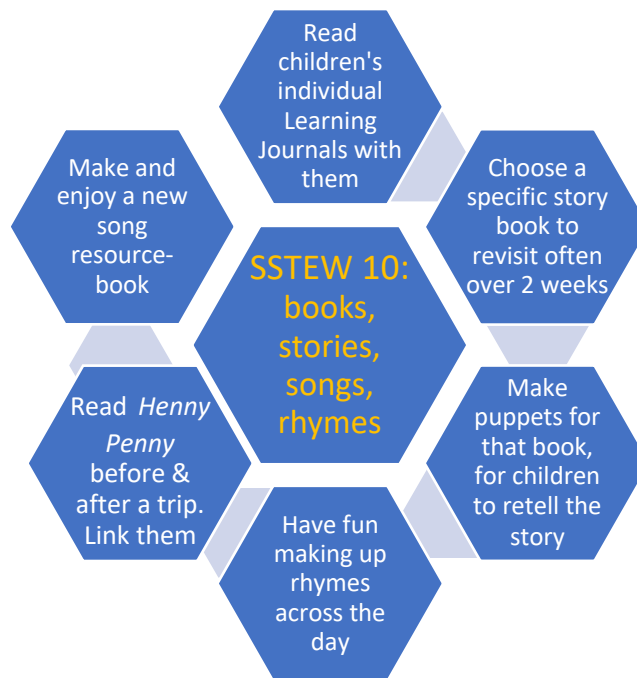 Read
children's
individual
Learning
Journals with
them
Choose a
specific story
book to
revisit often
over 2 weeks
Make
puppets for
that book,
for children
to retell the
story
Have fun
making up
rhymes
across the
day
Read Henny
Penny
before &
after a trip.
Link them
Make and
enjoy a new
song
resource-
book
SSTEW 10:
books,
stories,
songs,
rhymes